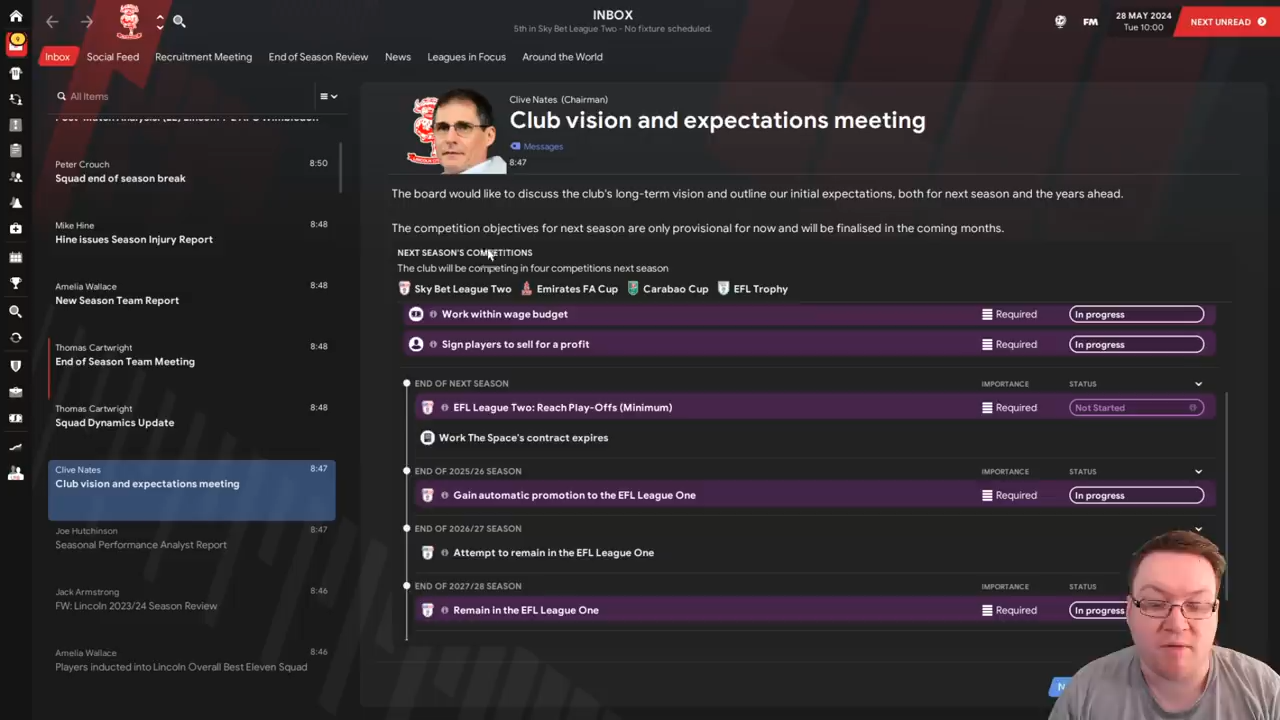 INBOX
5th in Sky Bet League Two - No fixture scheduled.
FM
28 MAY 2024
Tue 10:00
NEXT UNREAD
9
Inbox
Social Feed
Recruitment Meeting
End of Season Review
News
Leagues in Focus
Around the World
All Items
Peter Crouch
8:50
Squad end of season break
Mike Hine
8:48
Hine issues Season Injury Report
Amelia Wallace
8:48
New Season Team Report
Thomas Cartwright
8:48
End of Season Team Meeting
Thomas Cartwright
8:48
Squad Dynamics Update
Clive Nates
8:47
Club vision and expectations meeting
Joe Hutchinson
8:47
Seasonal Performance Analyst Report
Jack Armstrong
8:46
FW: Lincoln 2023/24 Season Review
Amelia Wallace
8:46
Players inducted into Lincoln Overall Best Eleven Squad
Clive Nates (Chairman)
Club vision and expectations meeting
Messages
8:47
The board would like to discuss the club's long-term vision and outline our initial expectations, both for next season and the years ahead.
The competition objectives for next season are only provisional for now and will be finalised in the coming months.
NEXT SEASON'S COMPETITIONS
The club will be competing in four competitions next season
Sky Bet League Two
Emirates FA Cup
Carabao Cup
EFL Trophy
Work within wage budget
Required
In progress
Sign players to sell for a profit
Required
In progress
END OF NEXT SEASON
IMPORTANCE
STATUS
EFL League Two: Reach Play-Offs (Minimum)
Required
Not Started
Work The Space's contract expires
END OF 2025/26 SEASON
IMPORTANCE
STATUS
Gain automatic promotion to the EFL League One
Required
In progress
END OF 2026/27 SEASON
Attempt to remain in the EFL League One
END OF 2027/28 SEASON
IMPORTANCE
STATUS
Remain in the EFL League One
Required
In progress